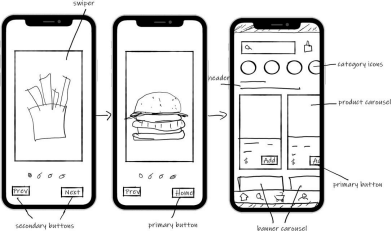 swiper
Prev
Next
secondary buttons
Prev
Home
primary button
header
category icons
product carousel
$
Add
$
primary button
banner carousel